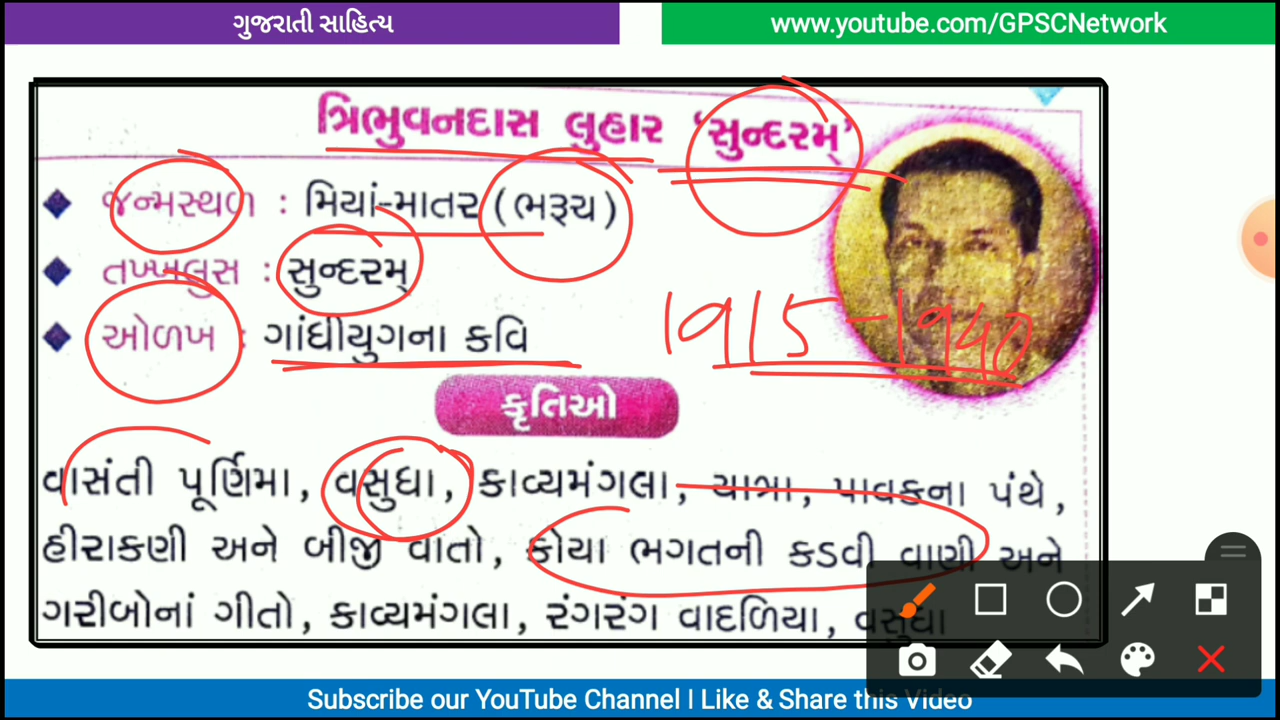 ગુજરાતી સાહિત્ય
www.youtube.com/GPSCNetwork
ત્રિભુવનદાસ લુહાર ‘સુન્દરમ્’
જન્મસ્થળ : મિયાં-માતર (ભરૂચ)
તખ્ખલુસ : સુન્દરમ્
ઓળખ : ગાંધીયુગના કવિ
1915-1940
કૃતિઓ
વાસંતી પૂર્ણિમા, વસુધા, કાવ્યમંગલા, યાત્રા, પાવકના પંથે,
હીરાકણી અને બીજી વાતો, કોયા ભગતની કડવી વાણી અને
ગરીબોનાં ગીતો, કાવ્યમંગલા, રંગરંગ વાદળિયા, વસુધા
Subscribe our YouTube Channel I Like & Share this Video